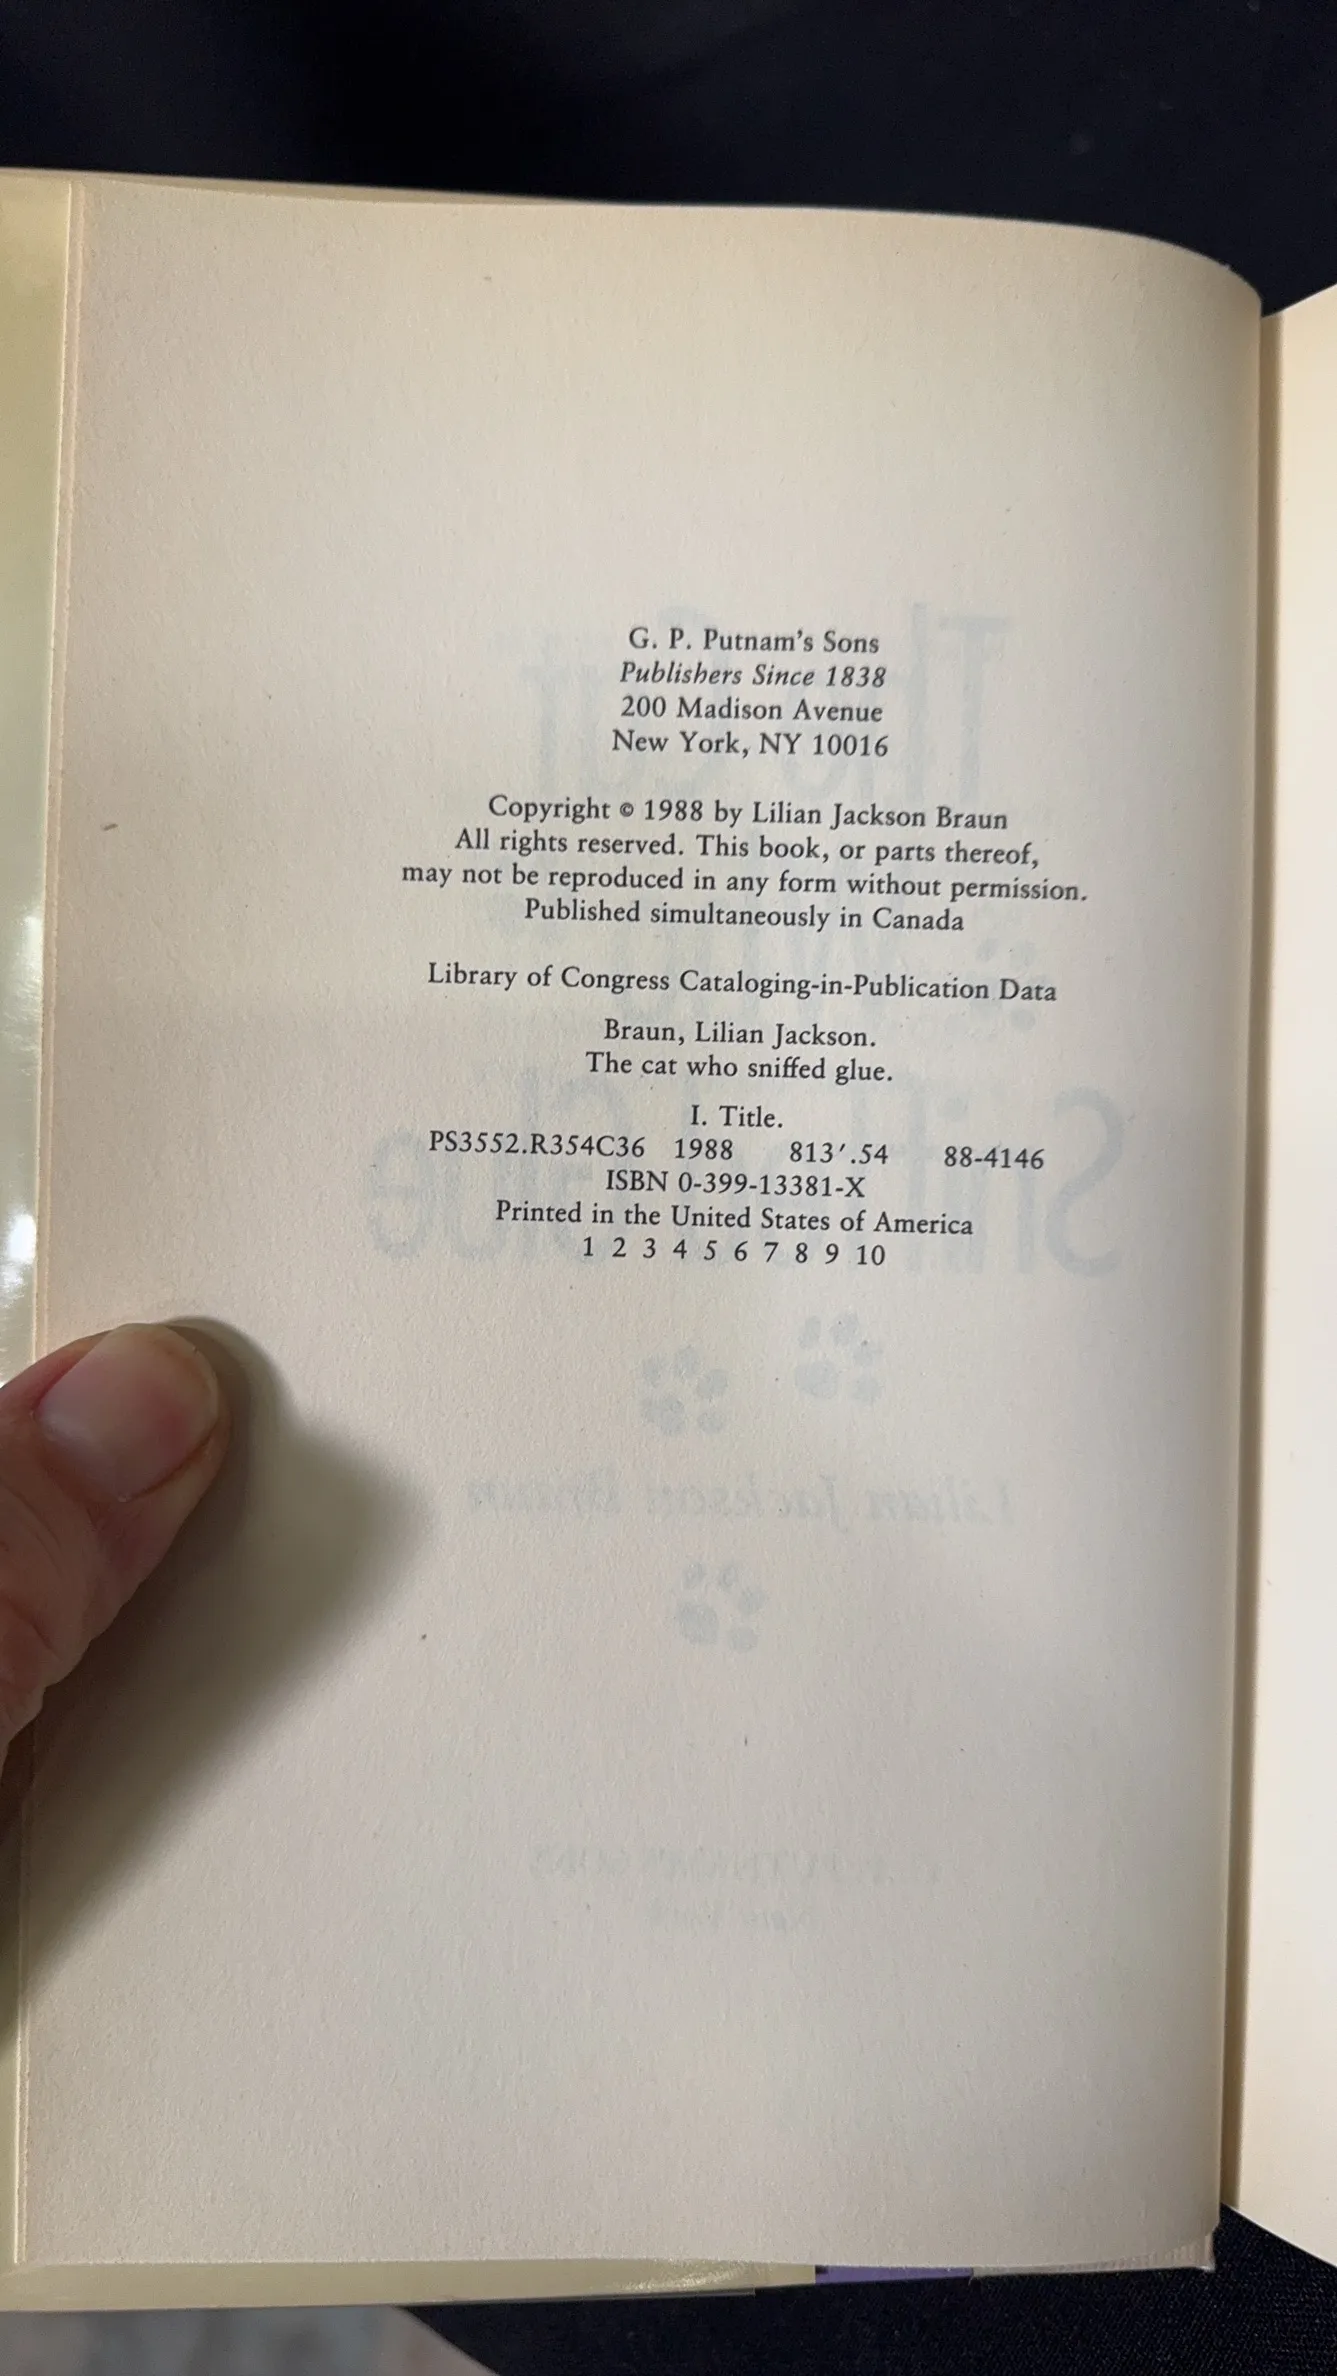 G. P. Putnam's Sons
Publishers Since 1838
200 Madison Avenue
New York, NY 10016
Copyright © 1988 by Lilian Jackson Braun
All rights reserved. This book, or parts thereof,
may not be reproduced in any form without permission.
Published simultaneously in Canada
Library of Congress Cataloging-in-Publication Data
Braun, Lilian Jackson.
The cat who sniffed glue.
I. Title.
PS3552.R354C36 1988 813′.54 88-4146
ISBN 0-399-13381-X
Printed in the United States of America
1 2 3 4 5 6 7 8 9 10